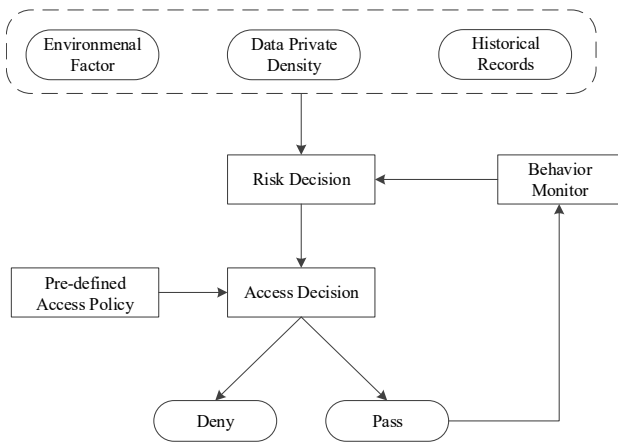 Environmenal
Factor
Data Private
Density
Historical
Records
Risk Decision
Behavior
Monitor
Pre-defined
Access Policy
Access Decision
Deny
Pass